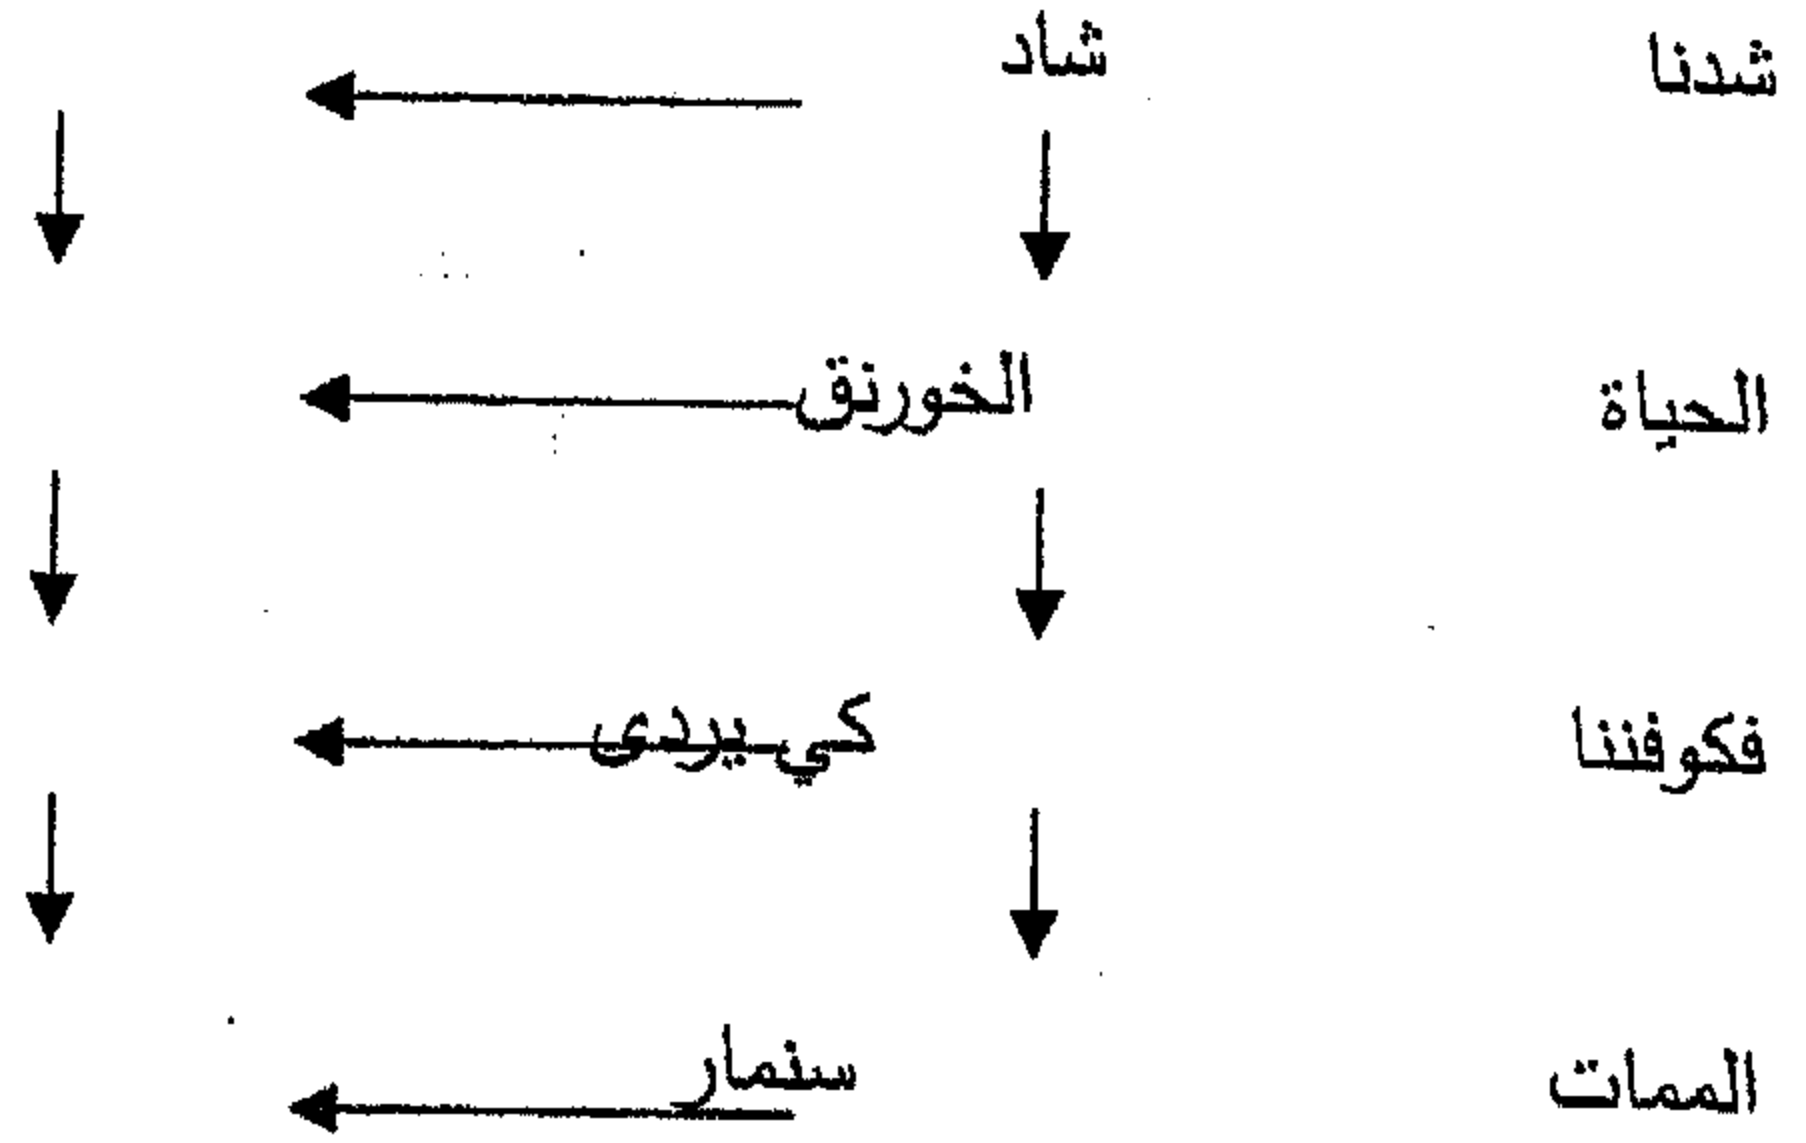 شدنا شاد
الحياة الخورنق
فكوفننا كي يردى
الممات سنمار